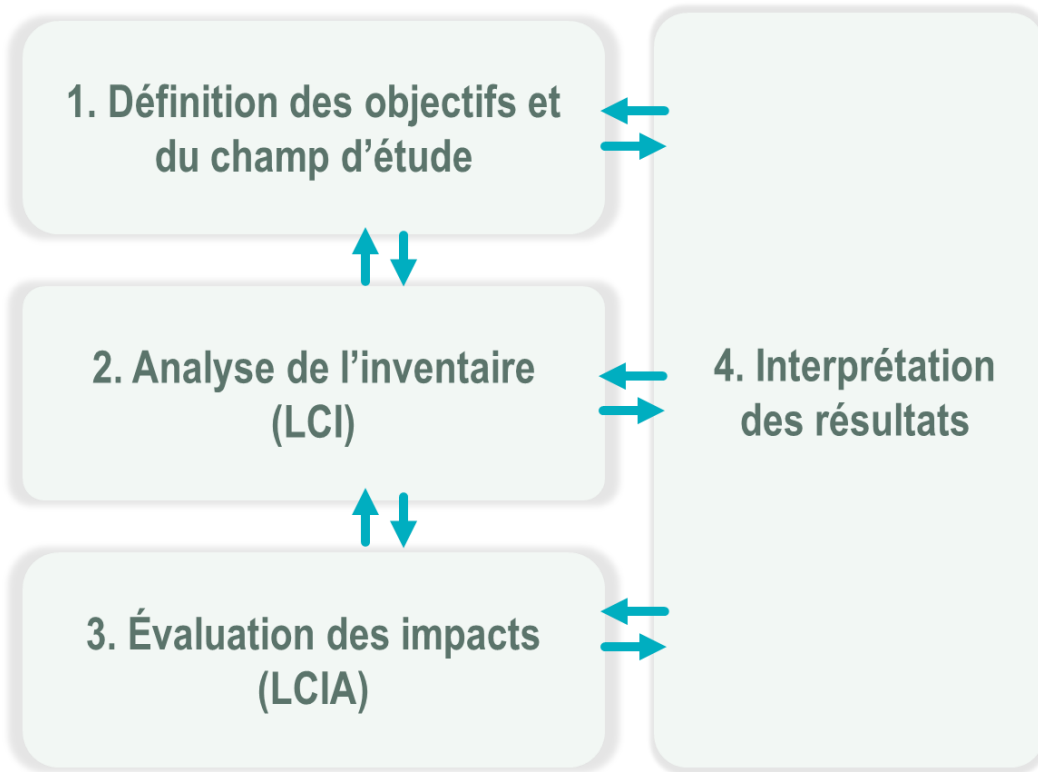 1. Définition des objectifs et
du champ d’étude
2. Analyse de l’inventaire
(LCI)
3. Évaluation des impacts
(LCIA)
4. Interprétation
des résultats